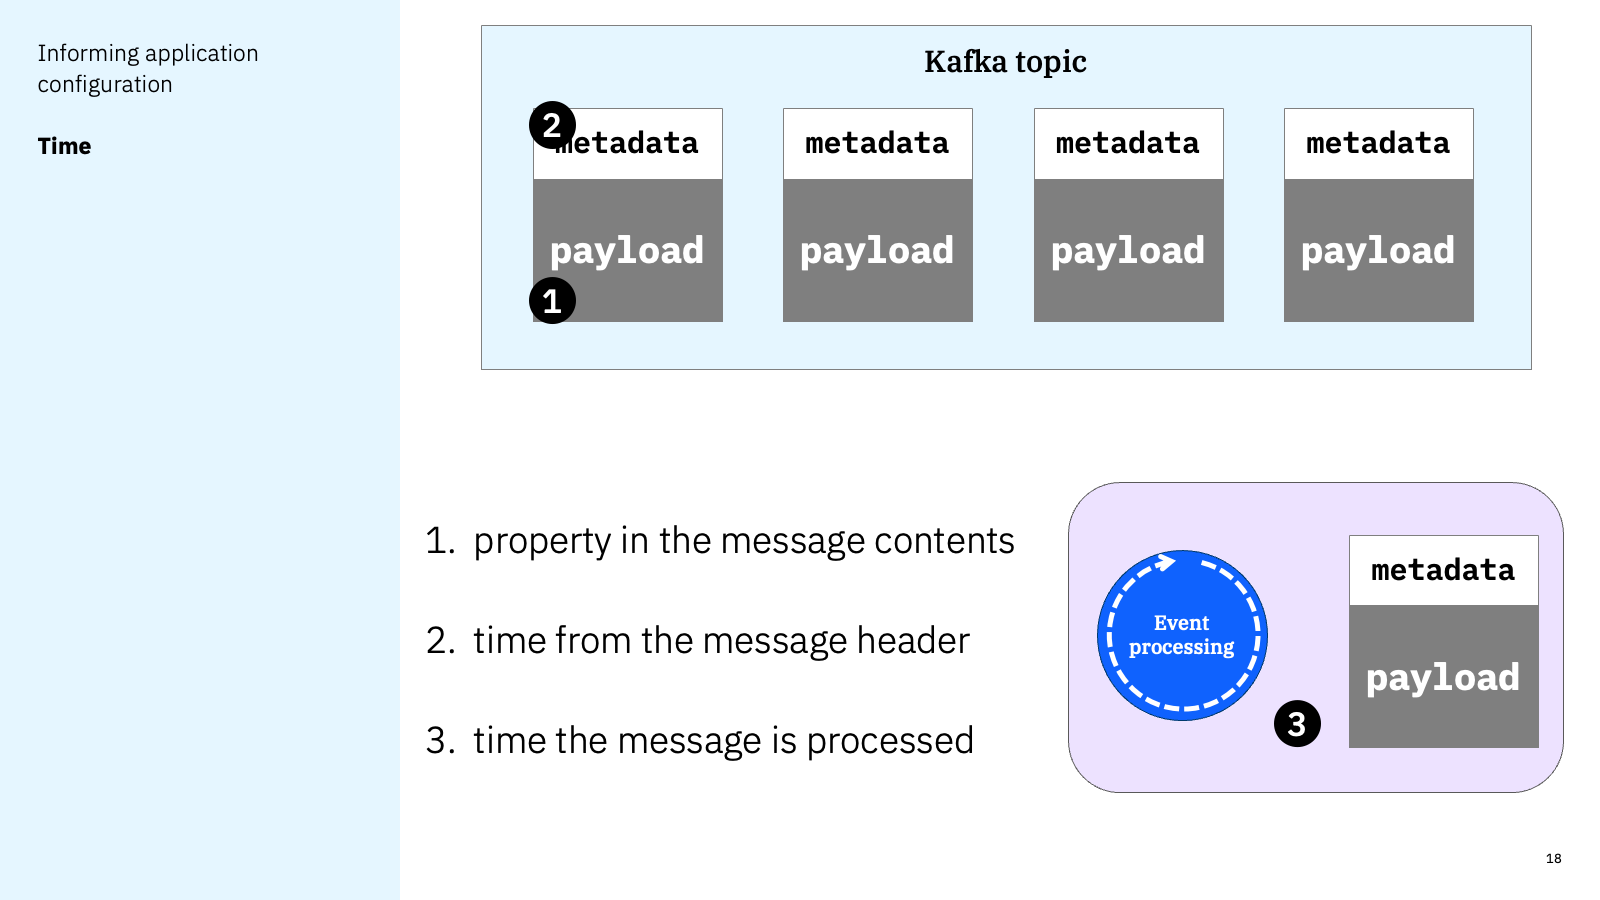 Informing application
configuration
Time
Kafka topic
2
metadata
metadata
metadata
metadata
payload
payload
payload
payload
1
1. property in the message contents
2. time from the message header
3. time the message is processed
Event
processing
metadata
payload
3
18